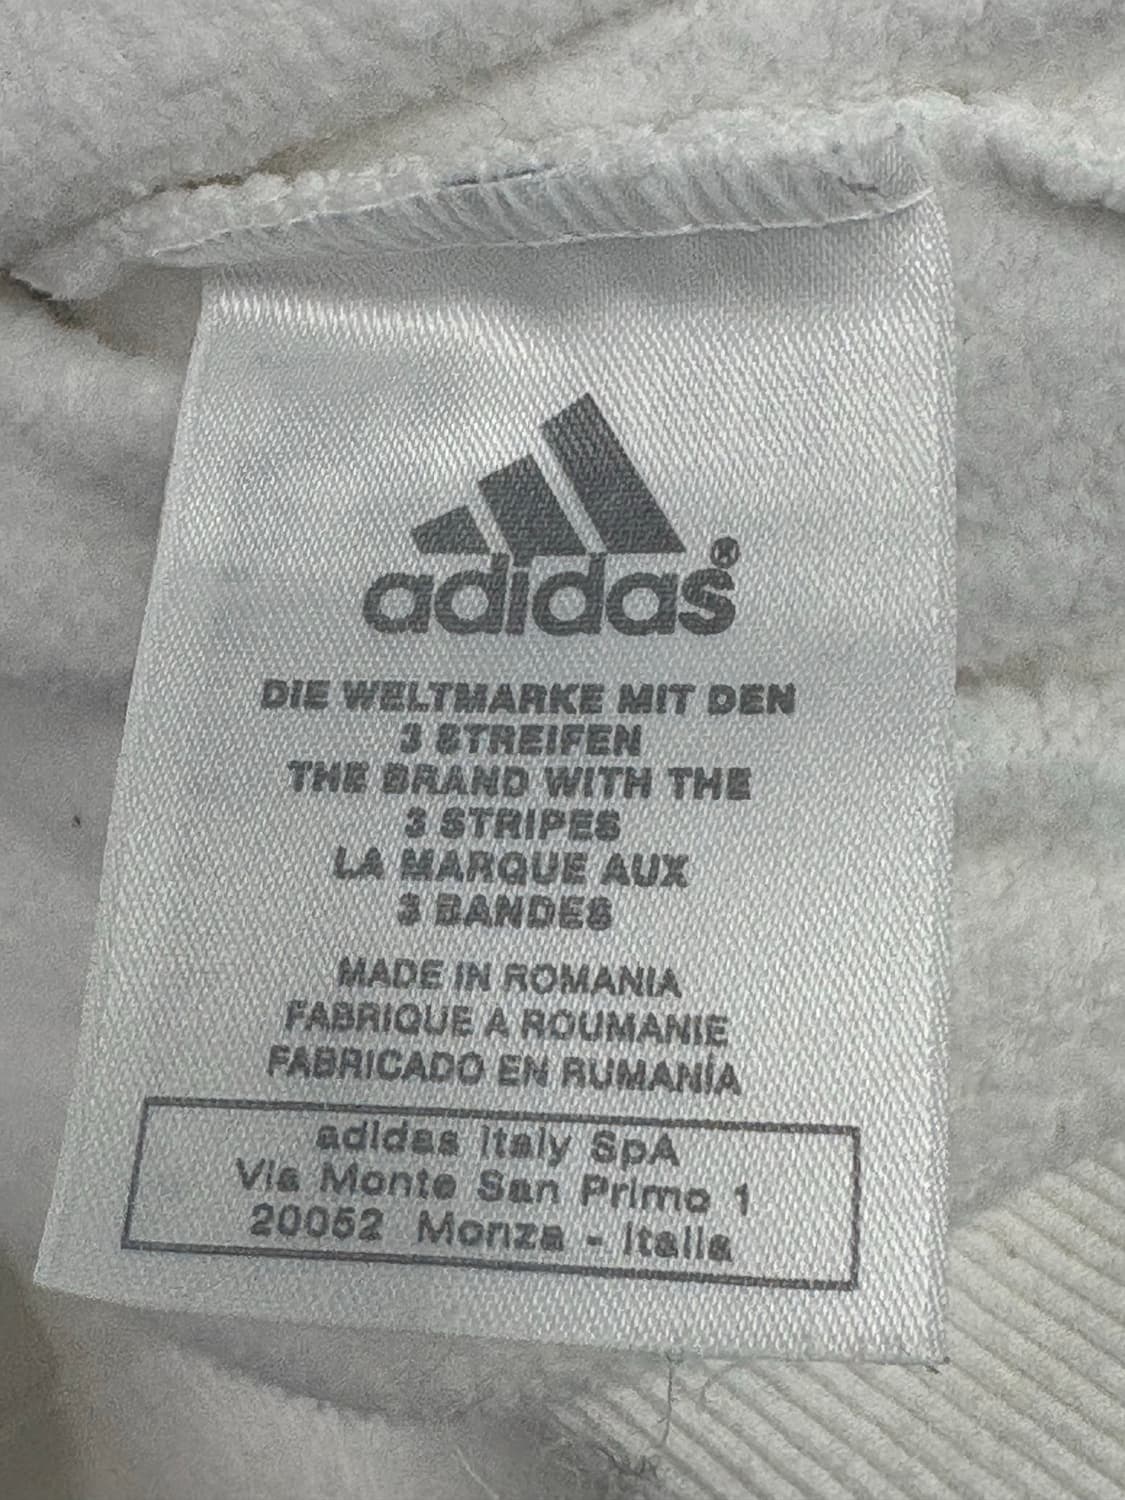 adidas®
DIE WELTMARKE MIT DEN
3 STREIFEN
THE BRAND WITH THE
3 STRIPES
LA MARQUE AUX
3 BANDES
MADE IN ROMANIA
FABRIQUE A ROUMANIE
FABRICADO EN RUMANÍA
adidas Italy SpA
Via Monte San Primo 1
20052 Monza - Italia